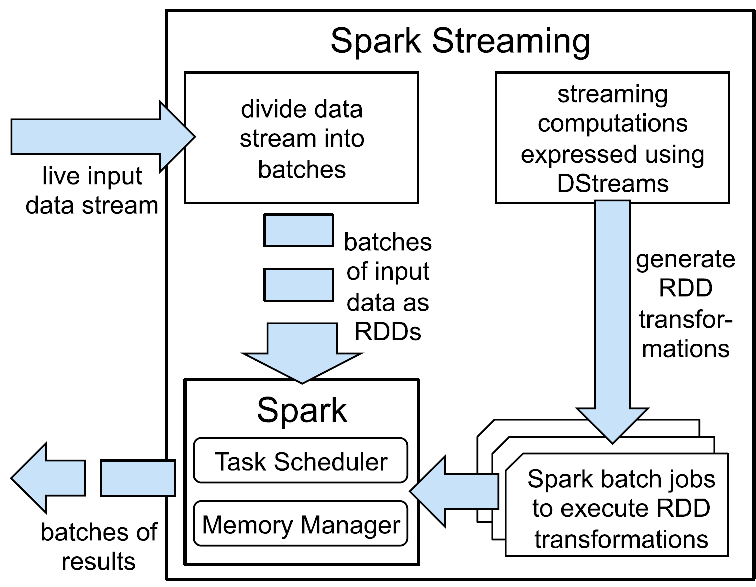 Spark Streaming
divide data
stream into
batches
streaming
computations
expressed using
DStreams
live input
data stream
batches
of input
data as
RDDs
generate
RDD
transfor-
mations
Spark
Task Scheduler
Memory Manager
Spark batch jobs
to execute RDD
transformations
batches of
results